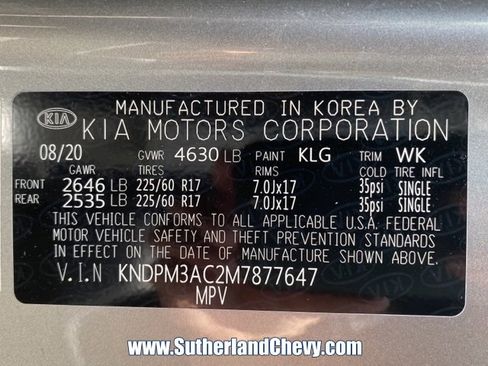 KIA MANUFACTURED IN KOREA BY
KIA MOTORS CORPORATION
08/20 GVWR 4630 LB PAINT KLG TRIM WK
GAWR TIRES RIMS COLD TIRE INFL
FRONT 2646 LB 225/60 R17 7.0Jx17 35psi SINGLE
REAR 2535 LB 225/60 R17 7.0Jx17 35psi SINGLE
THIS VEHICLE CONFORMS TO ALL APPLICABLE U.S.A. FEDERAL
MOTOR VEHICLE SAFETY AND THEFT PREVENTION STANDARDS
IN EFFECT ON THE DATE OF MANUFACTURE SHOWN ABOVE.
V.I.N KNDPM3AC2M7877647
MPV
www.SutherlandChevy.com